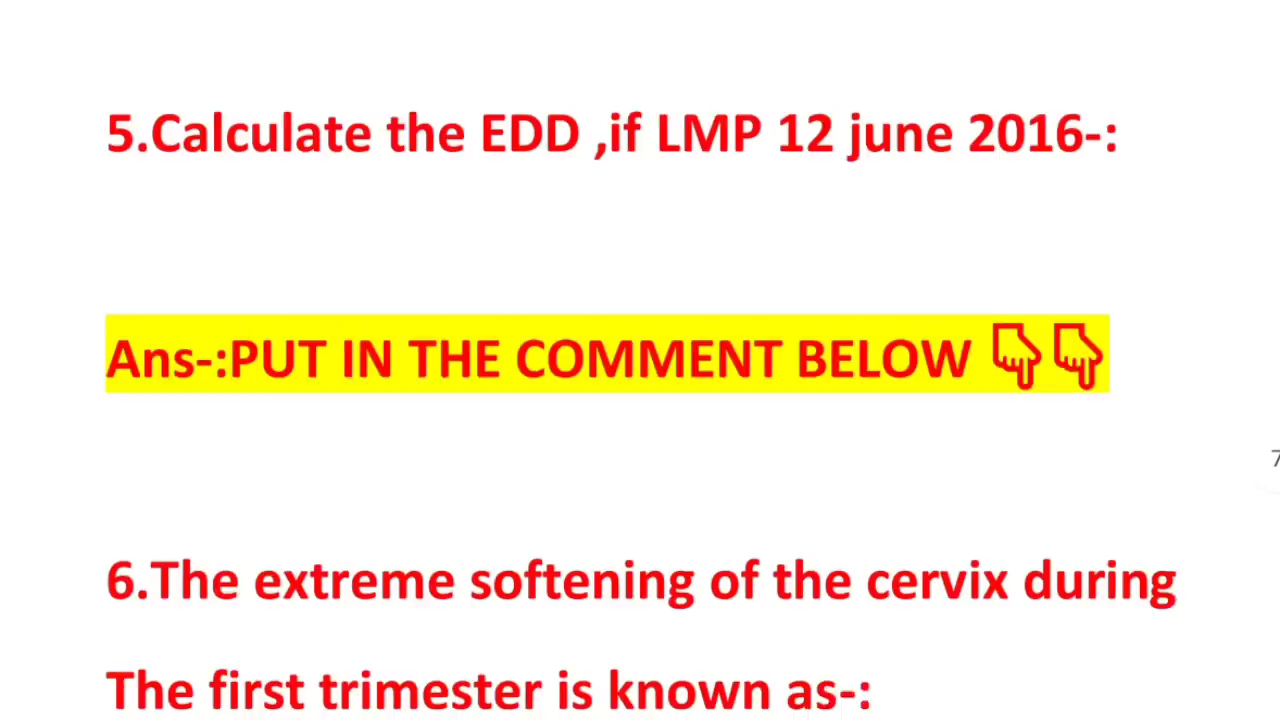 5.Calculate the EDD ,if LMP 12 june 2016-:
Ans-:PUT IN THE COMMENT BELOW 👇👇
7
6.The extreme softening of the cervix during
The first trimester is known as-: